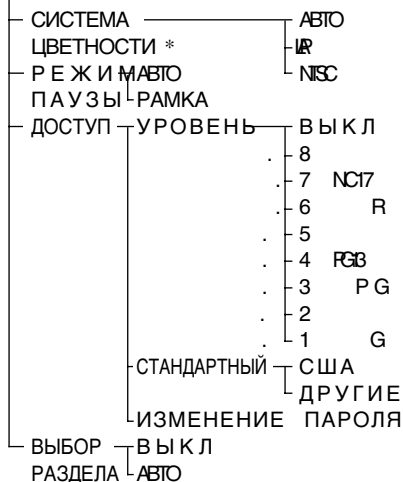 СИСТЕМА АВТО
ЦВЕТНОСТИ * PAL
NTSC
РЕЖИМ АВТО
ПАУЗЫ РАМКА
ДОСТУП УРОВЕНЬ ВЫКЛ
. 8
. 7 NC17
. 6 R
. 5
. 4 PG13
. 3 PG
. 2
. 1 G
СТАНДАРТНЫЙ США
ДРУГИЕ
ИЗМЕНЕНИЕ ПАРОЛЯ
ВЫБОР ВЫКЛ
РАЗДЕЛА АВТО